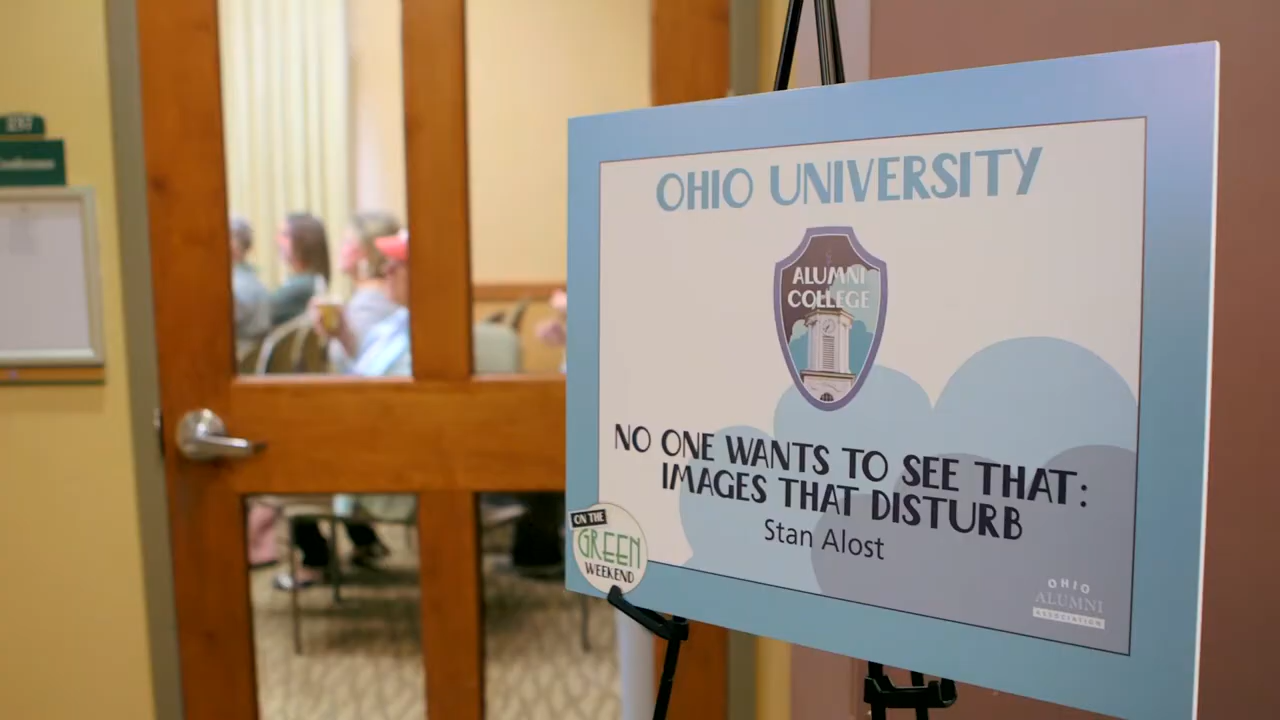 OHIO UNIVERSITY
ALUMNI
COLLEGE
NO ONE WANTS TO SEE THAT:
IMAGES THAT DISTURB
Stan Alost
ON THE
GREEN
WEEKEND
OHIO
ALUMNI
ASSOCIATION